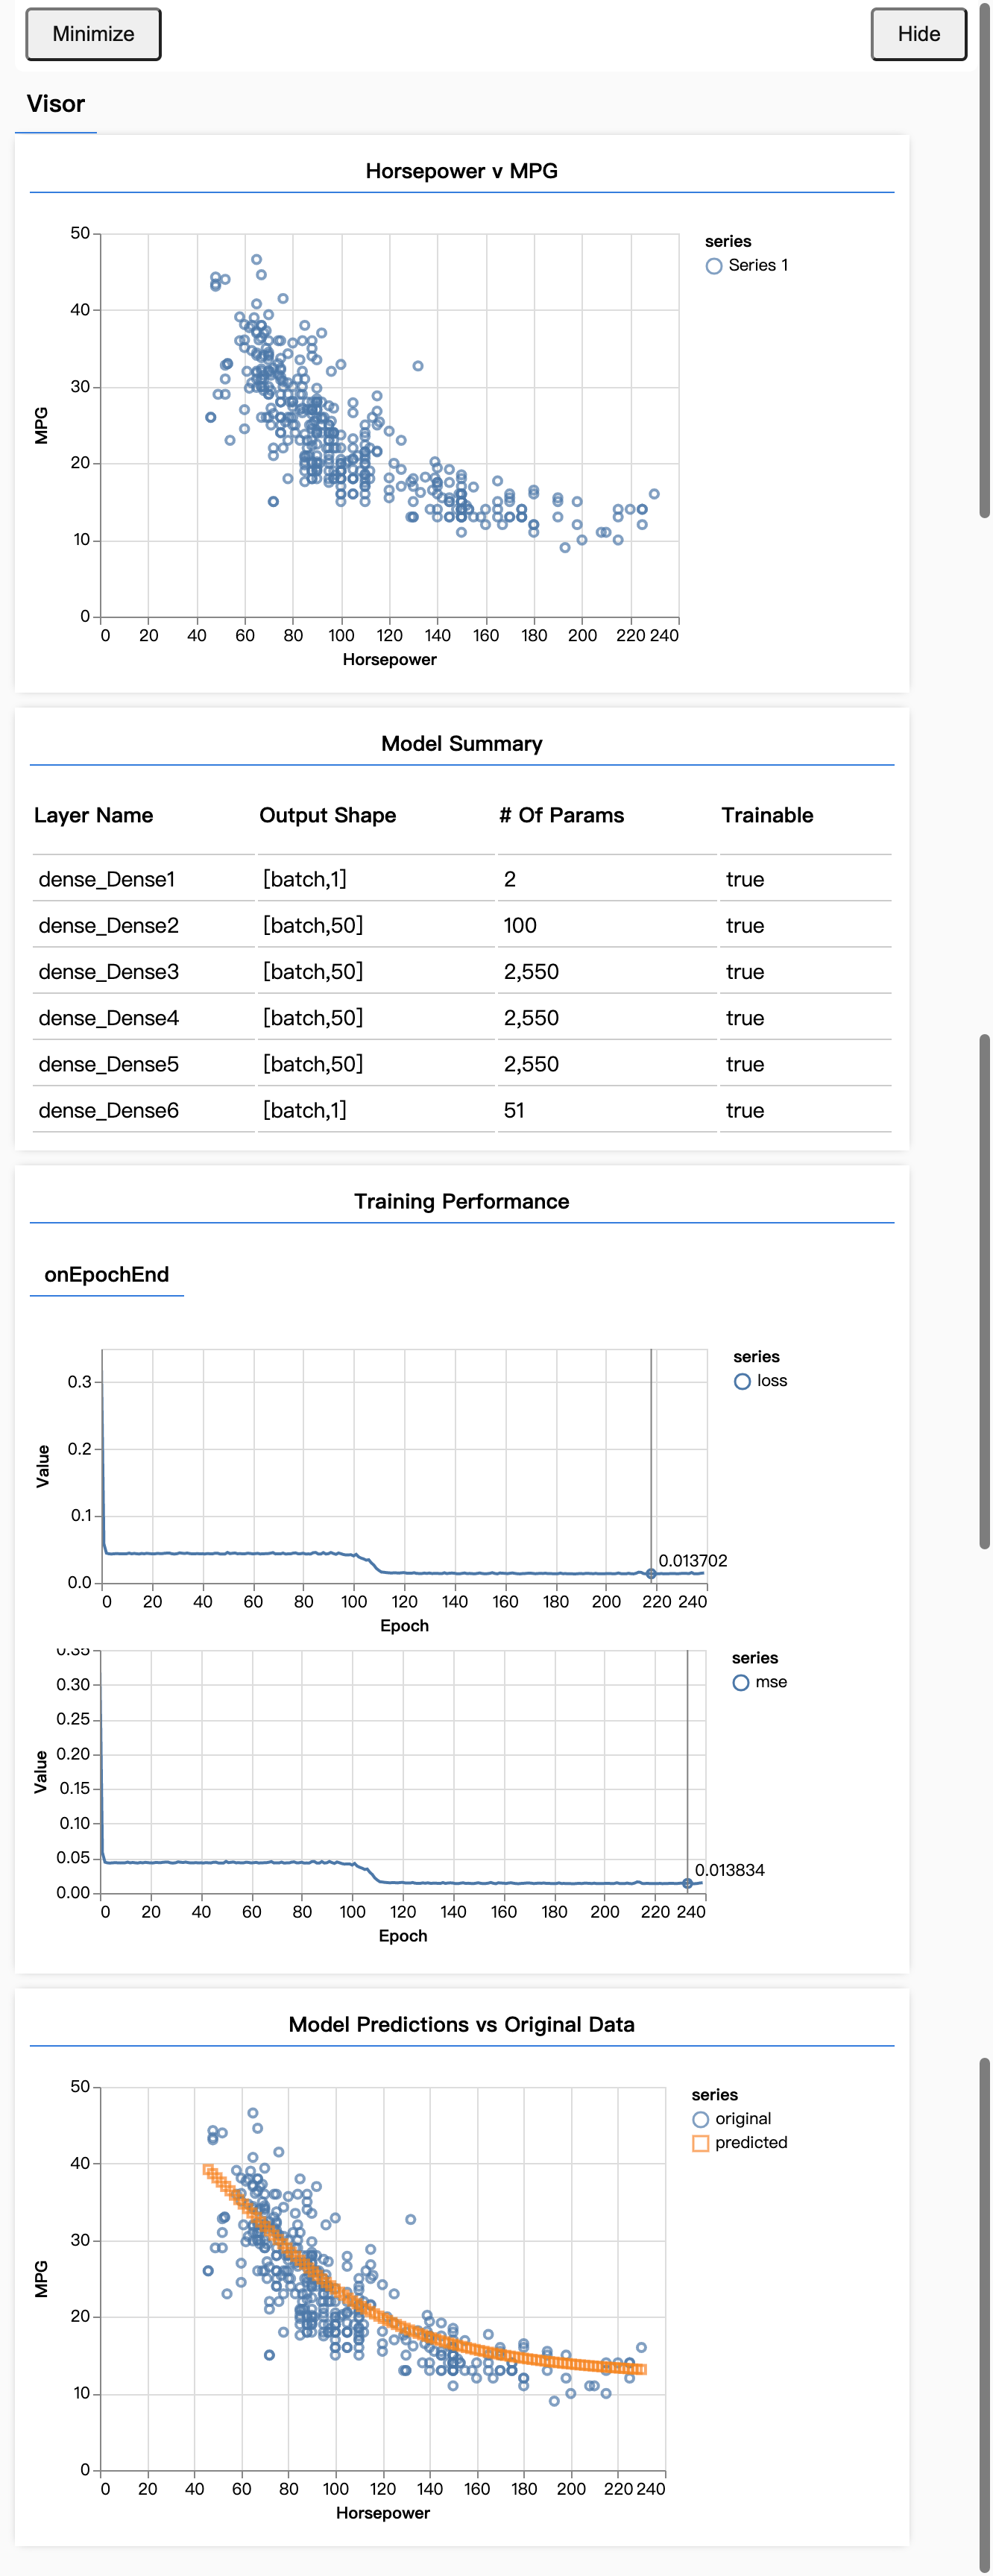 Minimize Hide
Visor
Horsepower v MPG
50
40
30
20
10
0
MPG
0 20 40 60 80 100 120 140 160 180 200 220 240
Horsepower
series
Series 1
Model Summary
Layer Name Output Shape # Of Params Trainable
dense_Dense1 [batch,1] 2 true
dense_Dense2 [batch,50] 100 true
dense_Dense3 [batch,50] 2,550 true
dense_Dense4 [batch,50] 2,550 true
dense_Dense5 [batch,50] 2,550 true
dense_Dense6 [batch,1] 51 true
Training Performance
onEpochEnd
0.3
0.2
0.1
0.0
Value
0.013702
0 20 40 60 80 100 120 140 160 180 200 220 240
Epoch
series
loss
0.35
0.30
0.25
0.20
0.15
0.10
0.05
0.00
Value
0.013834
0 20 40 60 80 100 120 140 160 180 200 220 240
Epoch
series
mse
Model Predictions vs Original Data
50
40
30
20
10
0
MPG
0 20 40 60 80 100 120 140 160 180 200 220 240
Horsepower
series
original
predicted